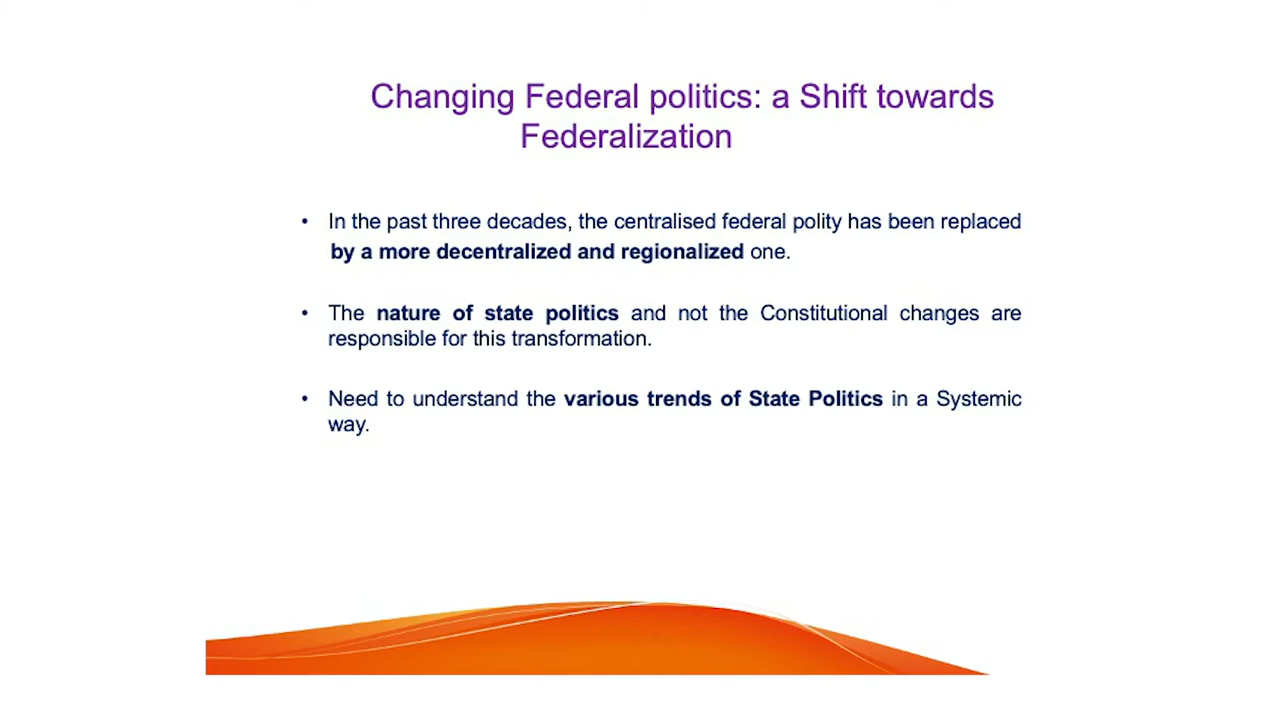 Changing Federal politics: a Shift towards
Federalization
• In the past three decades, the centralised federal polity has been replaced
by a more decentralized and regionalized one.
• The nature of state politics and not the Constitutional changes are
responsible for this transformation.
• Need to understand the various trends of State Politics in a Systemic
way.